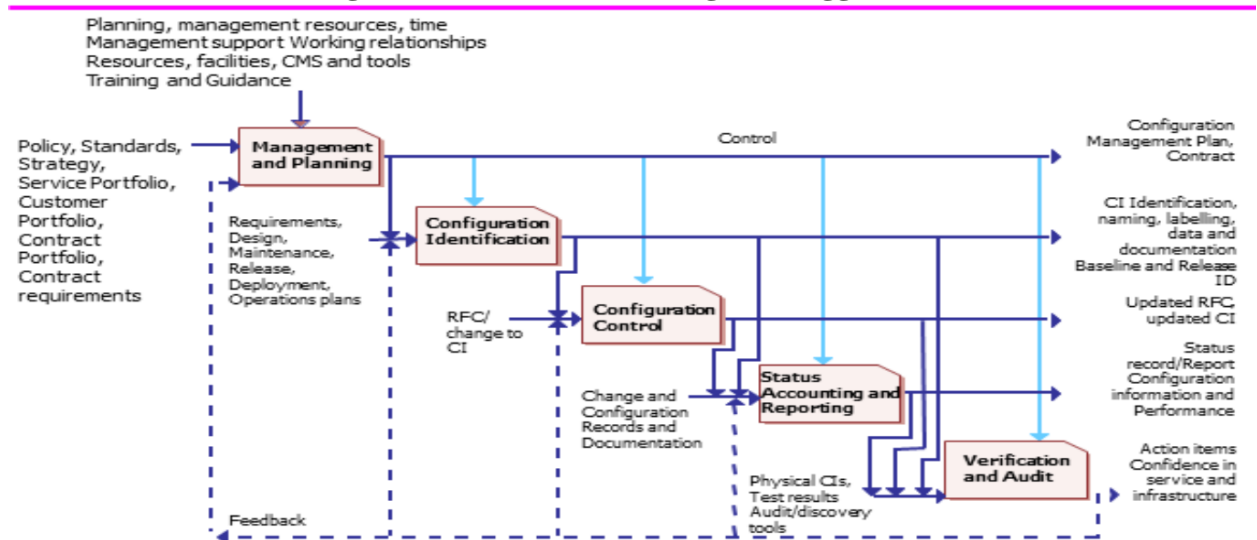 Planning, management resources, time
Management support Working relationships
Resources, facilities, CMS and tools
Training and Guidance
Policy, Standards,
Strategy,
Service Portfolio,
Customer
Portfolio,
Contract
Portfolio,
Contract
requirements
Management
and Planning
Control
Configuration
Management Plan,
Contract
Requirements,
Design,
Maintenance,
Release,
Deployment,
Operations plans
Configuration
Identification
CI Identification,
naming, labelling,
data and
documentation
Baseline and Release
ID
RFC/
change to
CI
Configuration
Control
Updated RFC,
updated CI
Change and
Configuration
Records and
Documentation
Status
Accounting and
Reporting
Status
record/Report
Configuration
information and
Performance
Physical CIs,
Test results
Audit/discovery
tools
Verification
and Audit
Action items
Confidence in
service and
infrastructure
Feedback